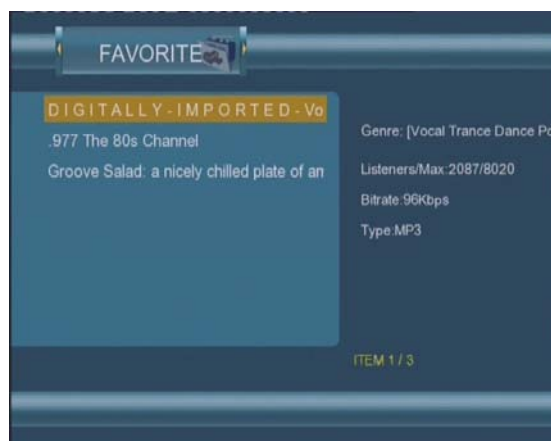 FAVORITE
DIGITALLY-IMPORTED-Vo
.977 The 80s Channel
Groove Salad: a nicely chilled plate of an
Genre: [Vocal Trance Dance Po
Listeners/Max:2087/8020
Bitrate:96Kbps
Type:MP3
ITEM 1 / 3